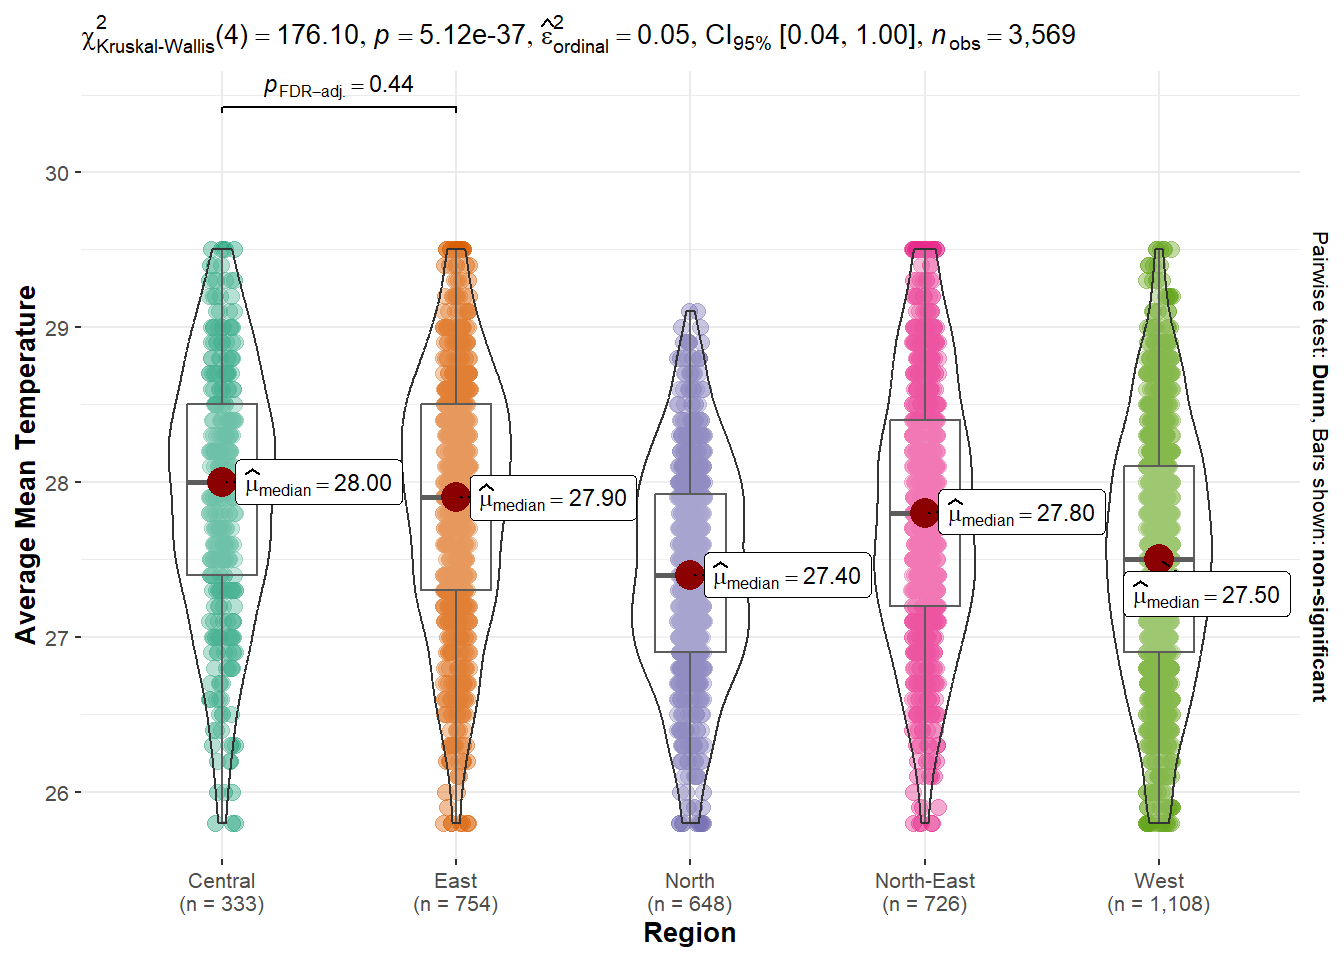 χ²Kruskal-Wallis(4) = 176.10, p = 5.12e-37, ε̂²ordinal = 0.05, CI95% [0.04, 1.00], nobs = 3,569
pFDR–adj. = 0.44
30
29
28
27
26
Average Mean Temperature
μ̂median = 28.00
μ̂median = 27.90
μ̂median = 27.40
μ̂median = 27.80
μ̂median = 27.50
Pairwise test: Dunn, Bars shown: non-significant
Central
(n = 333)
East
(n = 754)
North
(n = 648)
North-East
(n = 726)
West
(n = 1,108)
Region